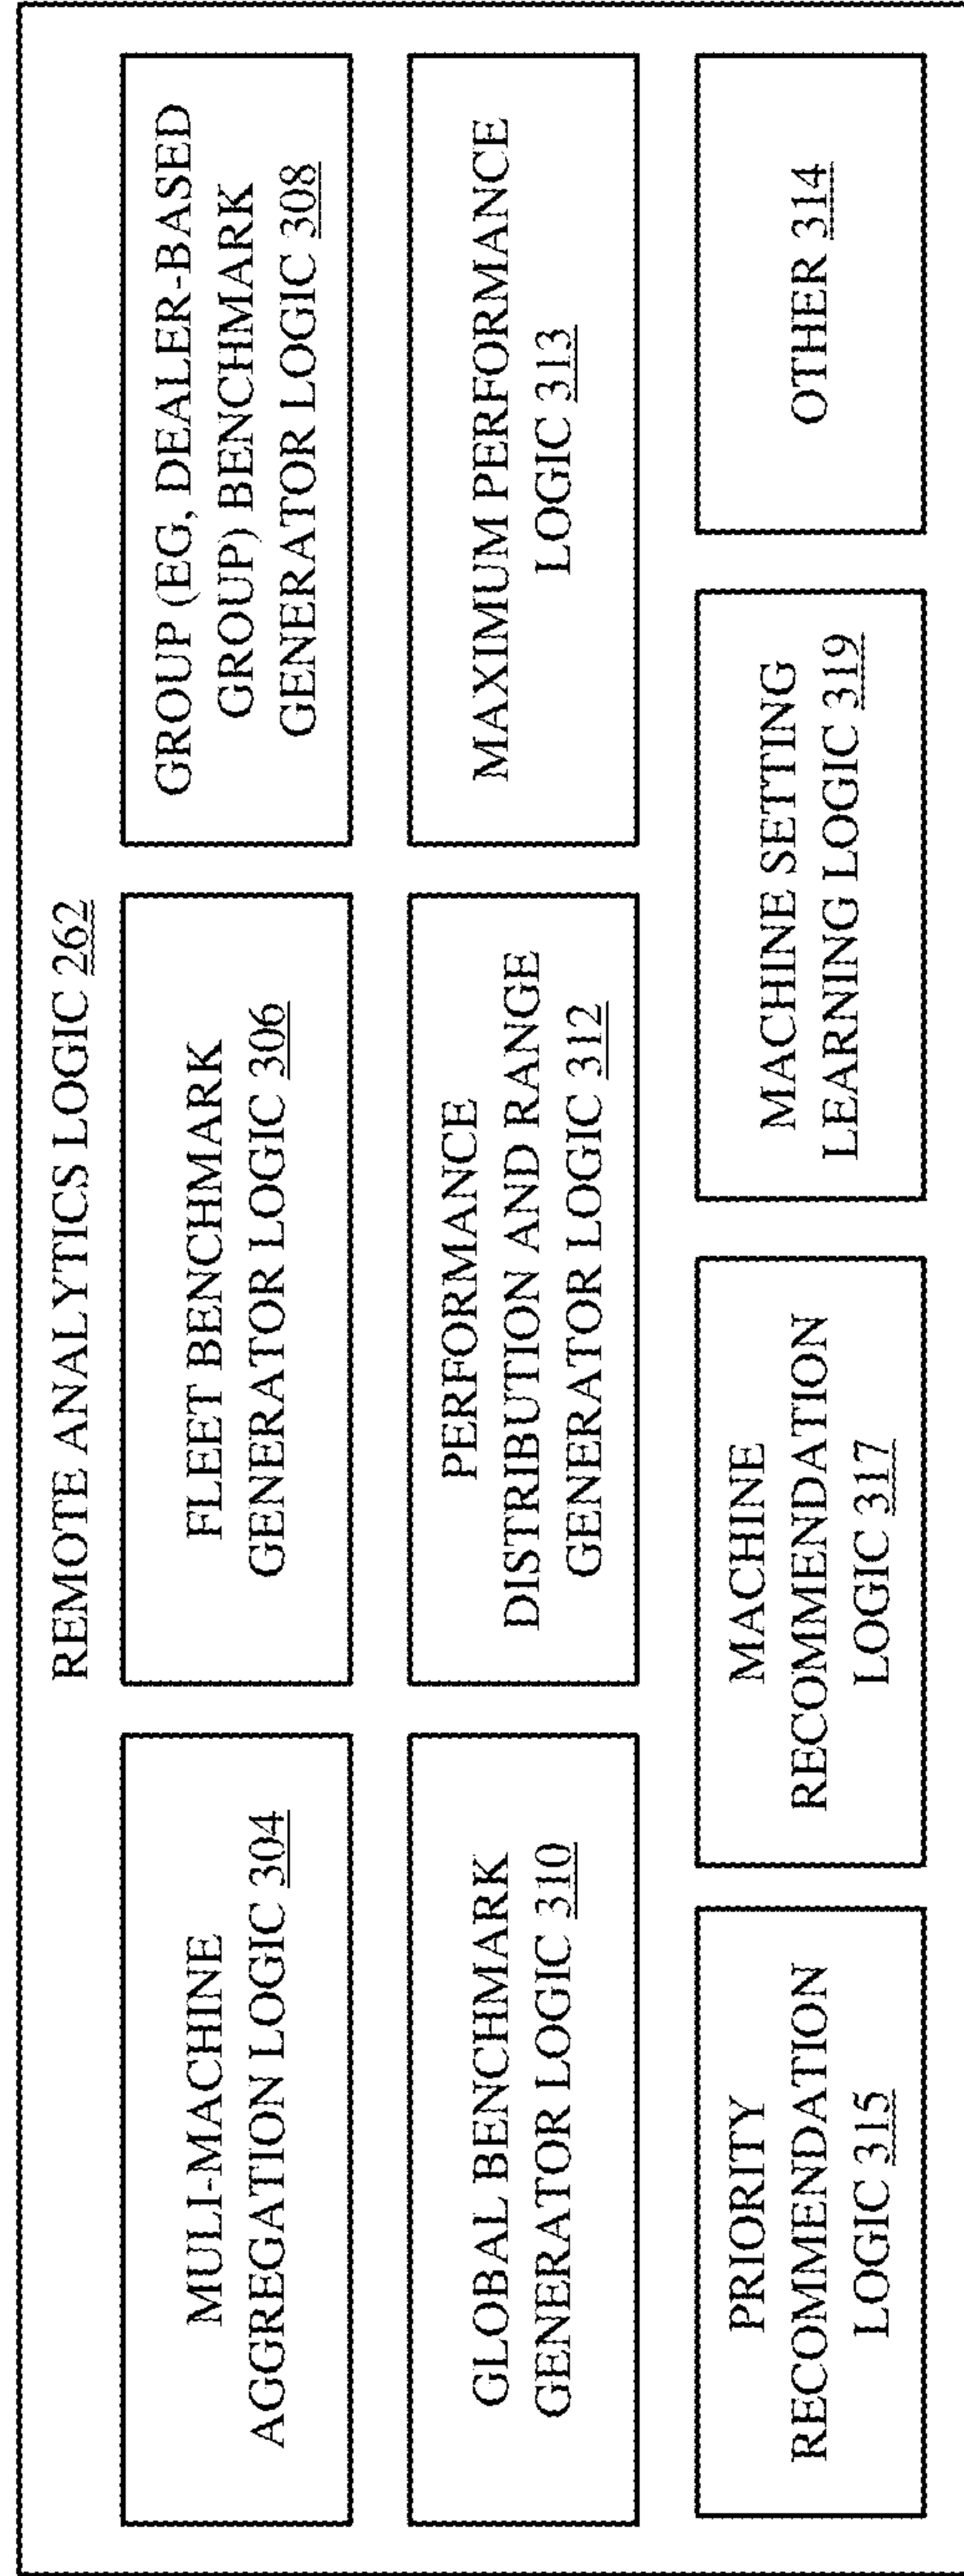 REMOTE ANALYTICS LOGIC 262
MULI-MACHINE
AGGREGATION LOGIC 304
FLEET BENCHMARK
GENERATOR LOGIC 306
GROUP (EG, DEALER-BASED
GROUP) BENCHMARK
GENERATOR LOGIC 308
GLOBAL BENCHMARK
GENERATOR LOGIC 310
PERFORMANCE
DISTRIBUTION AND RANGE
GENERATOR LOGIC 312
MAXIMUM PERFORMANCE
LOGIC 313
PRIORITY
RECOMMENDATION
LOGIC 315
MACHINE
RECOMMENDATION
LOGIC 317
MACHINE SETTING
LEARNING LOGIC 319
OTHER 314